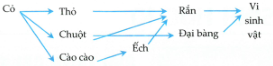 Cỏ Thỏ Rắn Vi sinh vật
Chuột Đại bàng
Ếch
Cào cào